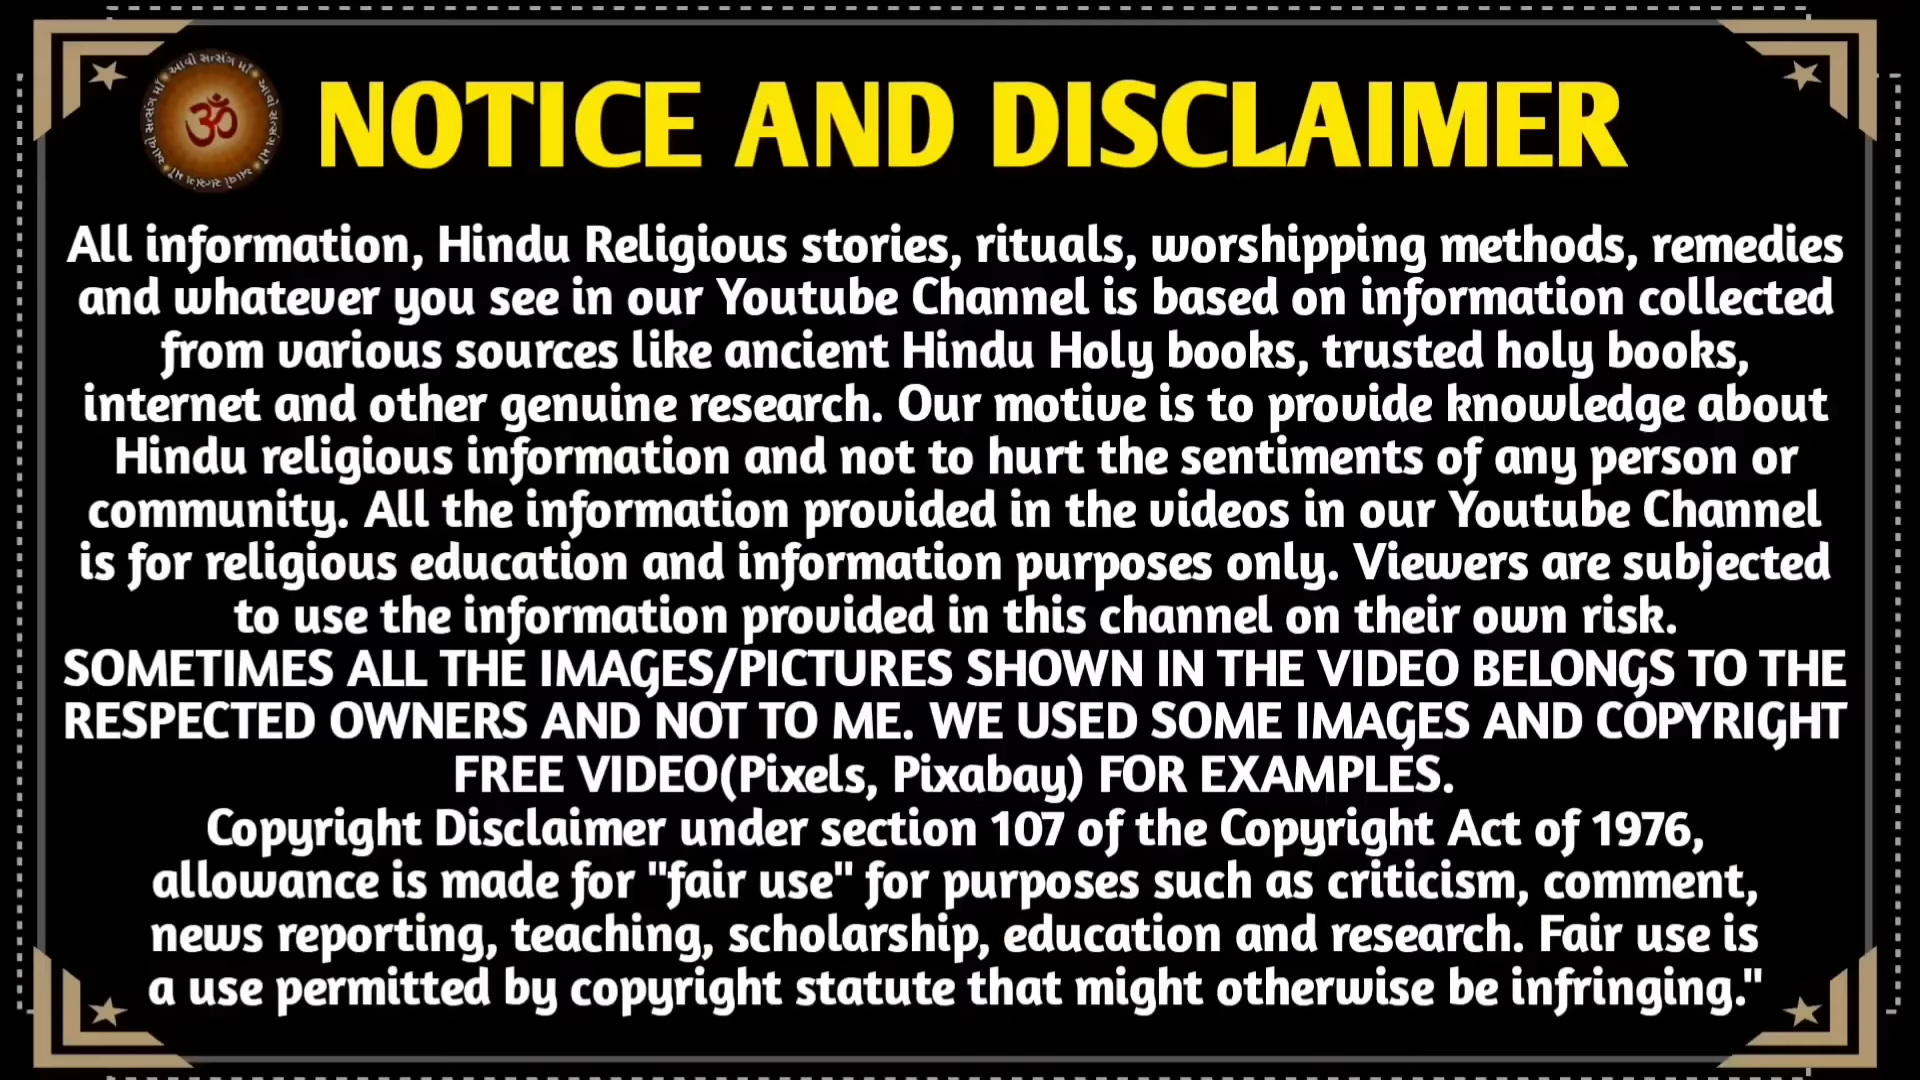 આવો સત્સંગ માઁ આવો સત્સંગ માઁ આવો સત્સંગ માઁ આવો સત્સંગ માઁ
NOTICE AND DISCLAIMER
All information, Hindu Religious stories, rituals, worshipping methods, remedies
and whatever you see in our Youtube Channel is based on information collected
from various sources like ancient Hindu Holy books, trusted holy books,
internet and other genuine research. Our motive is to provide knowledge about
Hindu religious information and not to hurt the sentiments of any person or
community. All the information provided in the videos in our Youtube Channel
is for religious education and information purposes only. Viewers are subjected
to use the information provided in this channel on their own risk.
SOMETIMES ALL THE IMAGES/PICTURES SHOWN IN THE VIDEO BELONGS TO THE
RESPECTED OWNERS AND NOT TO ME. WE USED SOME IMAGES AND COPYRIGHT
FREE VIDEO(Pixels, Pixabay) FOR EXAMPLES.
Copyright Disclaimer under section 107 of the Copyright Act of 1976,
allowance is made for "fair use" for purposes such as criticism, comment,
news reporting, teaching, scholarship, education and research. Fair use is
a use permitted by copyright statute that might otherwise be infringing."